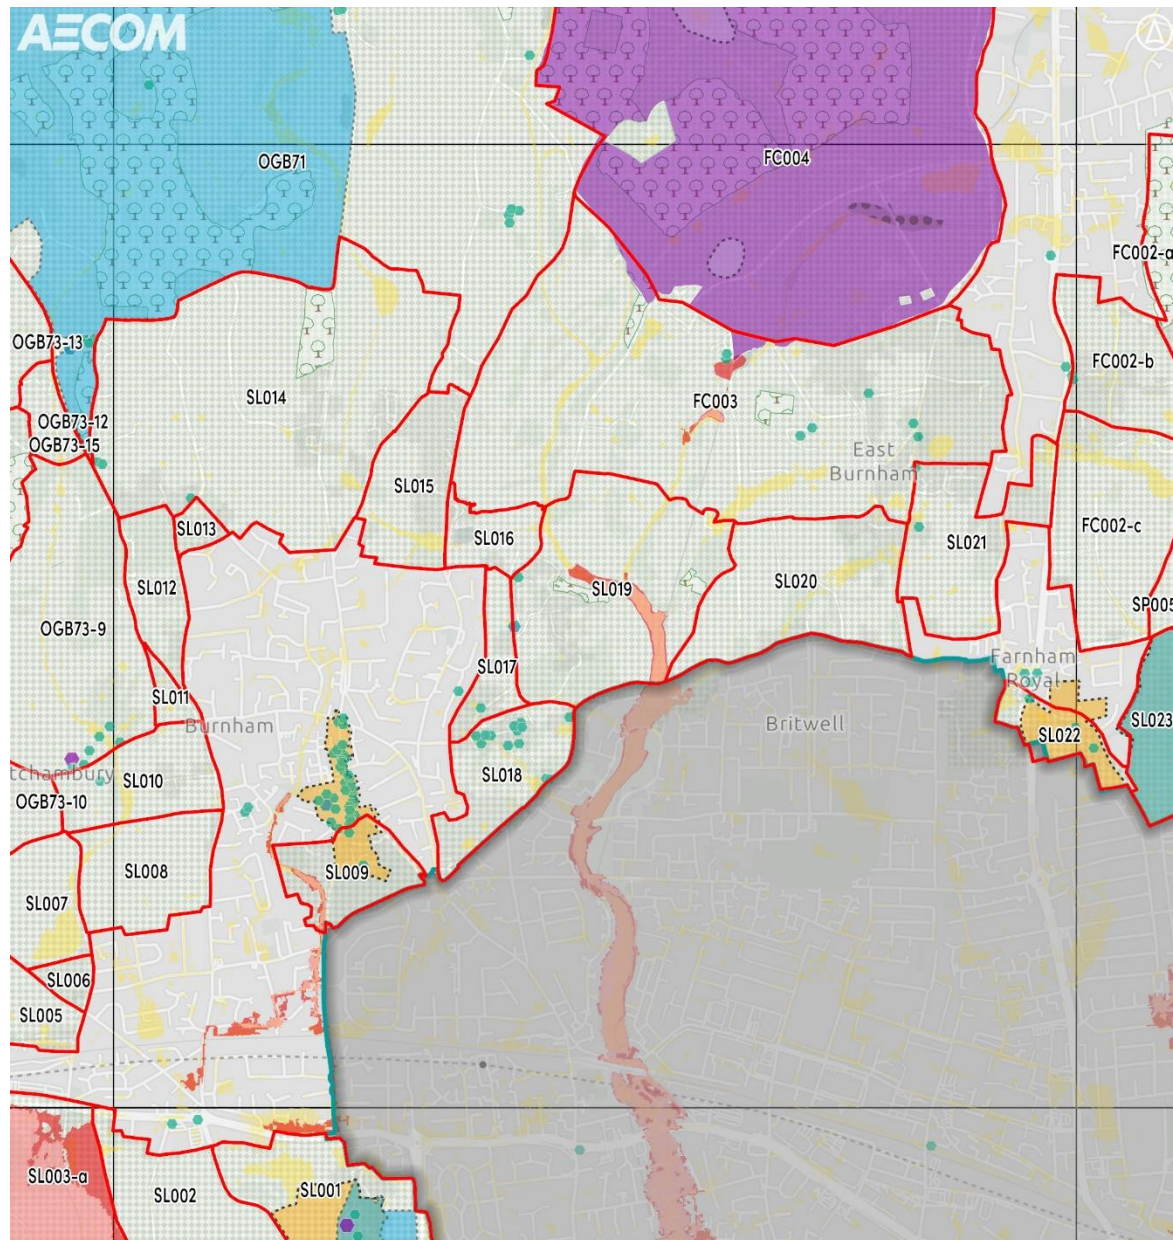 AECOM
OGB71
FC004
FC002-a
OGB73-13
FC002-b
SL014
FC003
OGB73-12
OGB73-15
East
Burnham
SL015
SL013
SL016
FC002-c
SL021
SL020
SL012
SL019
SP005
OGB73-9
Farnham
Royal
SL017
SL011
Burnham
Britwell
SL023
SL022
SL018
tchambury
SL010
OGB73-10
SL008
SL009
SL007
SL006
SL005
SL003-a
SL002
SL001